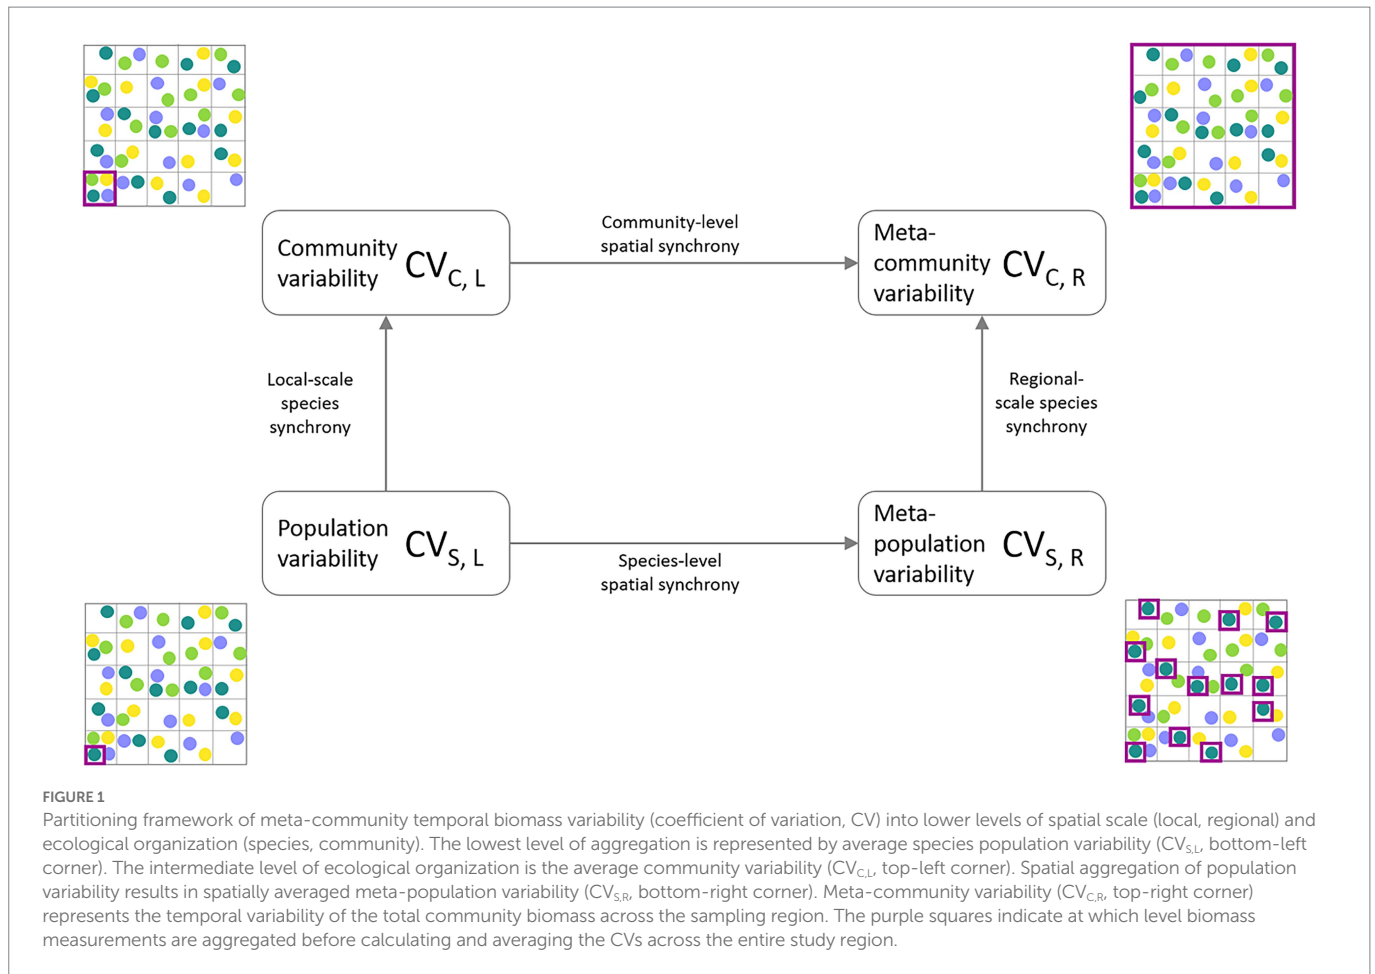 Community-level
spatial synchrony
Community
variability CV C, L
Meta-
community
variability CV C, R
Local-scale
species
synchrony
Regional-
scale species
synchrony
Population
variability CV S, L
Species-level
spatial synchrony
Meta-
population
variability CV S, R
FIGURE 1
Partitioning framework of meta-community temporal biomass variability (coefficient of variation, CV) into lower levels of spatial scale (local, regional) and
ecological organization (species, community). The lowest level of aggregation is represented by average species population variability (CVS,L, bottom-left
corner). The intermediate level of ecological organization is the average community variability (CVC,L, top-left corner). Spatial aggregation of population
variability results in spatially averaged meta-population variability (CVS,R, bottom-right corner). Meta-community variability (CVC,R, top-right corner)
represents the temporal variability of the total community biomass across the sampling region. The purple squares indicate at which level biomass
measurements are aggregated before calculating and averaging the CVs across the entire study region.